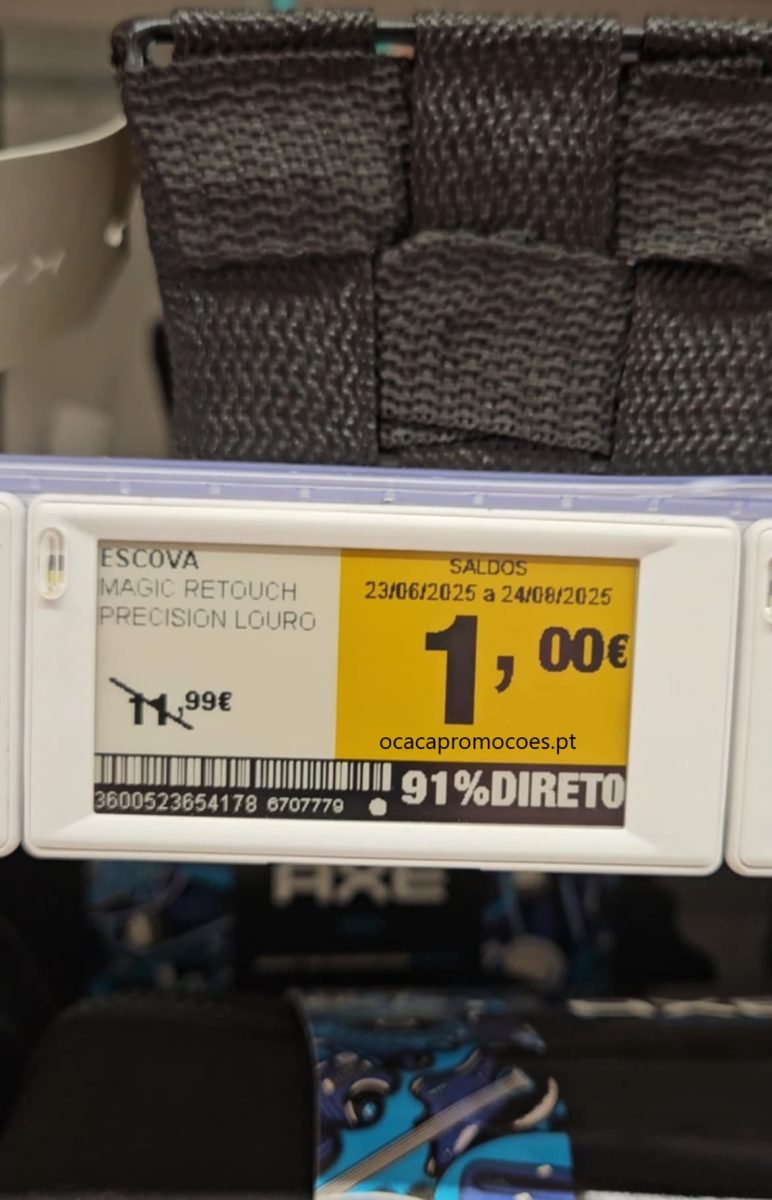 ESCOVA
MAGIC RETOUCH
PRECISION LOURO
11,99€
SALDOS
23/06/2025 a 24/08/2025
1,00€
ocacapromocoes.pt
3600523654178 6707779
91%DIRETO
AXE